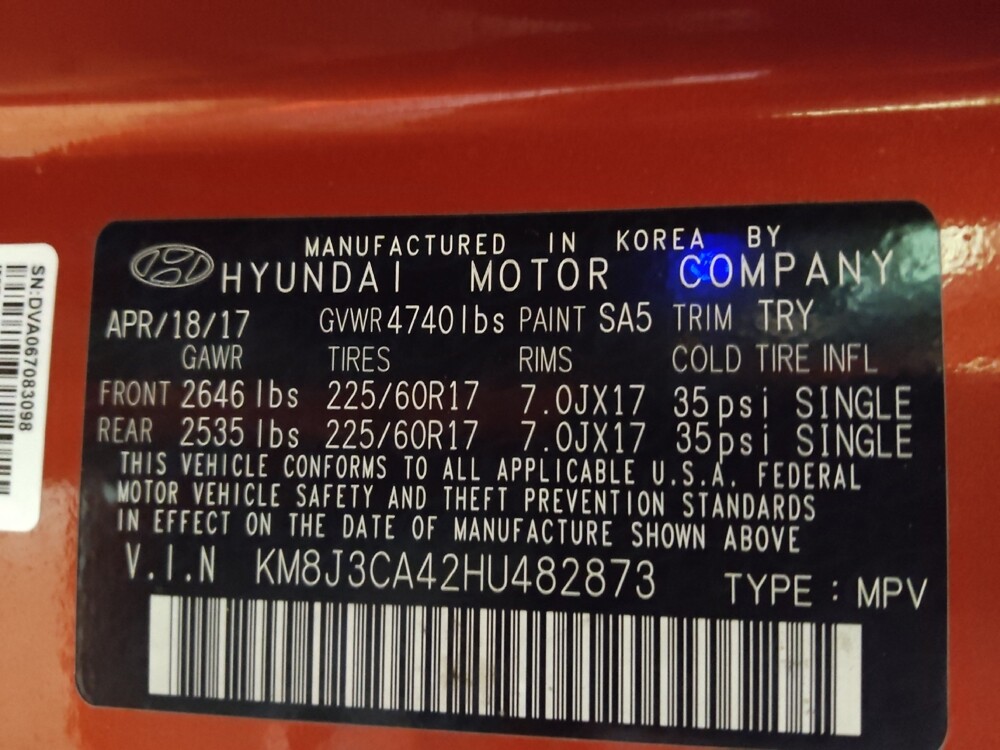 MANUFACTURED IN KOREA BY
HYUNDAI MOTOR COMPANY
APR/18/17 GVWR 4740lbs PAINT SA5 TRIM TRY
GAWR TIRES RIMS COLD TIRE INFL
FRONT 2646 lbs 225/60R17 7.0JX17 35psi SINGLE
REAR 2535 lbs 225/60R17 7.0JX17 35psi SINGLE
THIS VEHICLE CONFORMS TO ALL APPLICABLE U.S.A. FEDERAL
MOTOR VEHICLE SAFETY AND THEFT PREVENTION STANDARDS
IN EFFECT ON THE DATE OF MANUFACTURE SHOWN ABOVE
V.I.N KM8J3CA42HU482873 TYPE : MPV
SN:DVA067083098